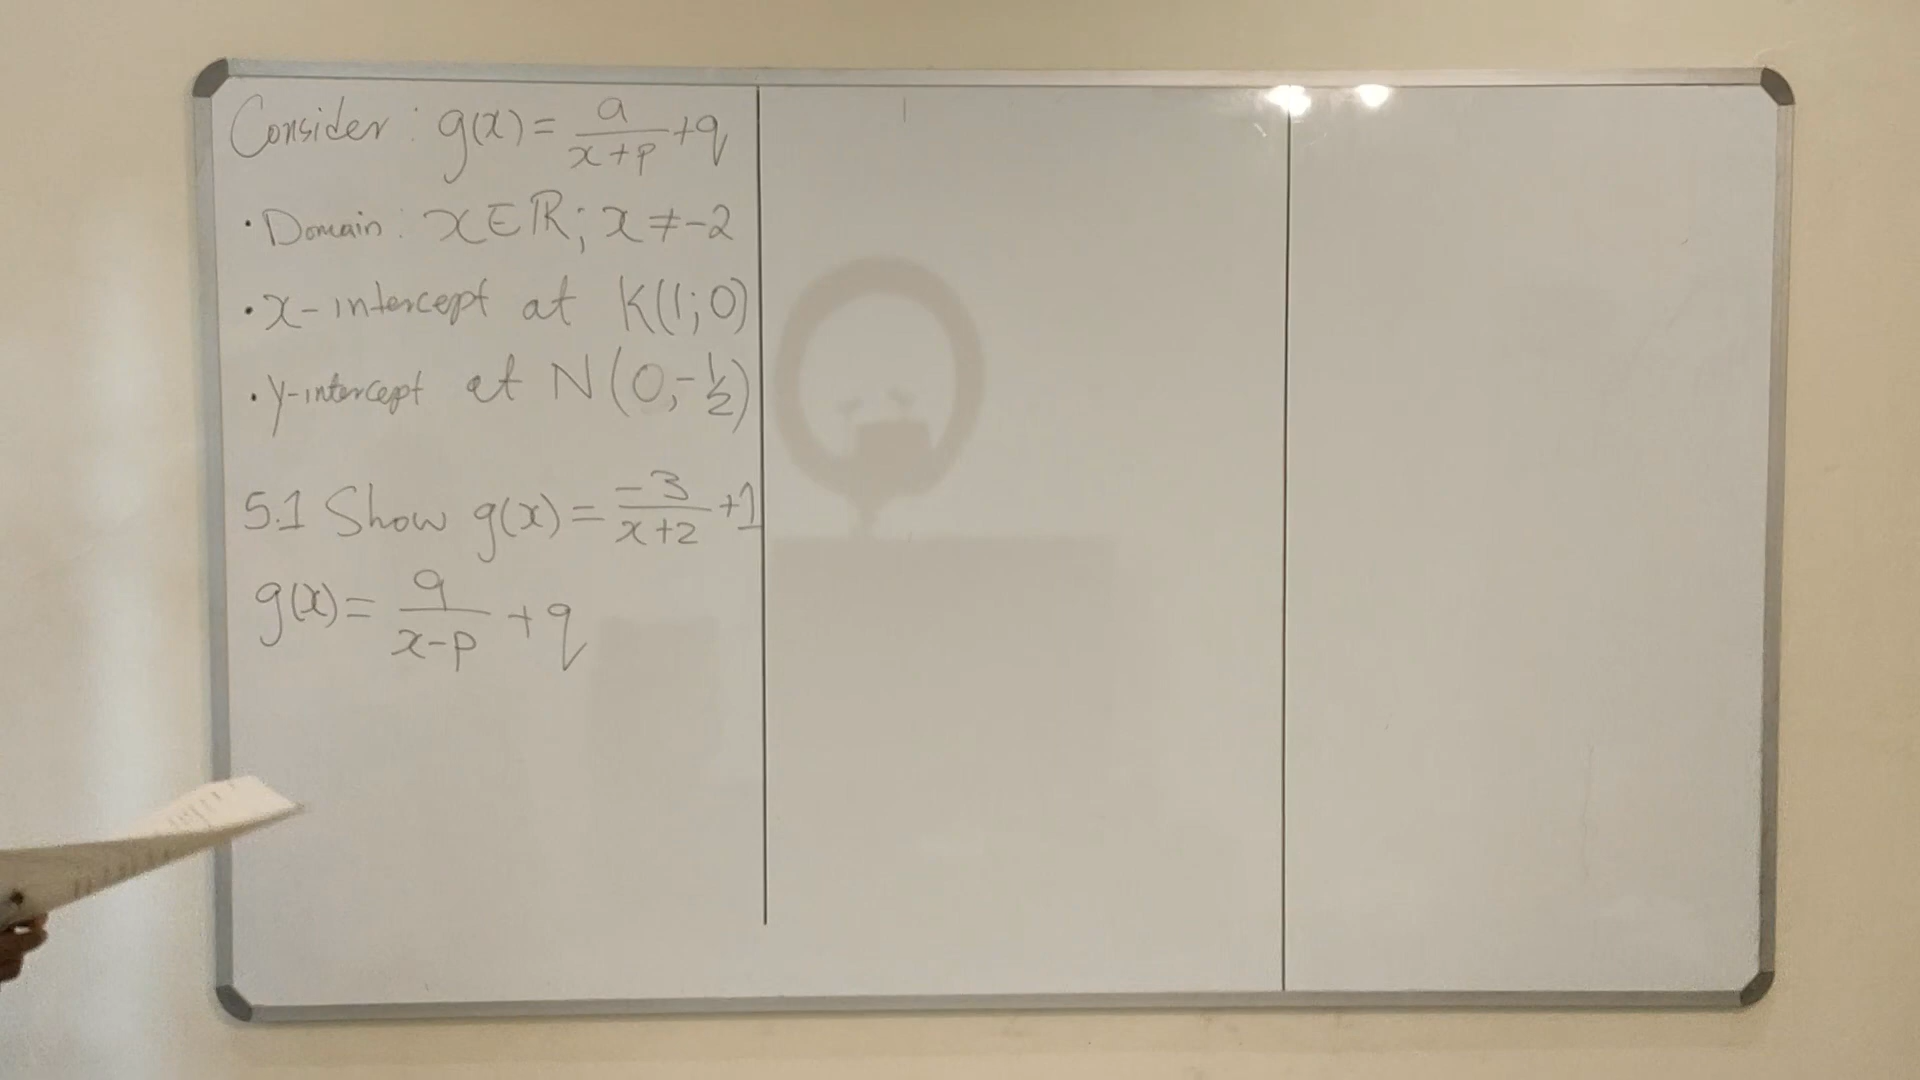 Consider : g(x) = a/(x+p) + q
· Domain : x∈ℝ; x ≠ -2
· x-intercept at K(1;0)
· y-intercept at N(0;-1/2)
5.1 Show g(x) = -3/(x+2) + 1
g(x) = a/(x-p) + q